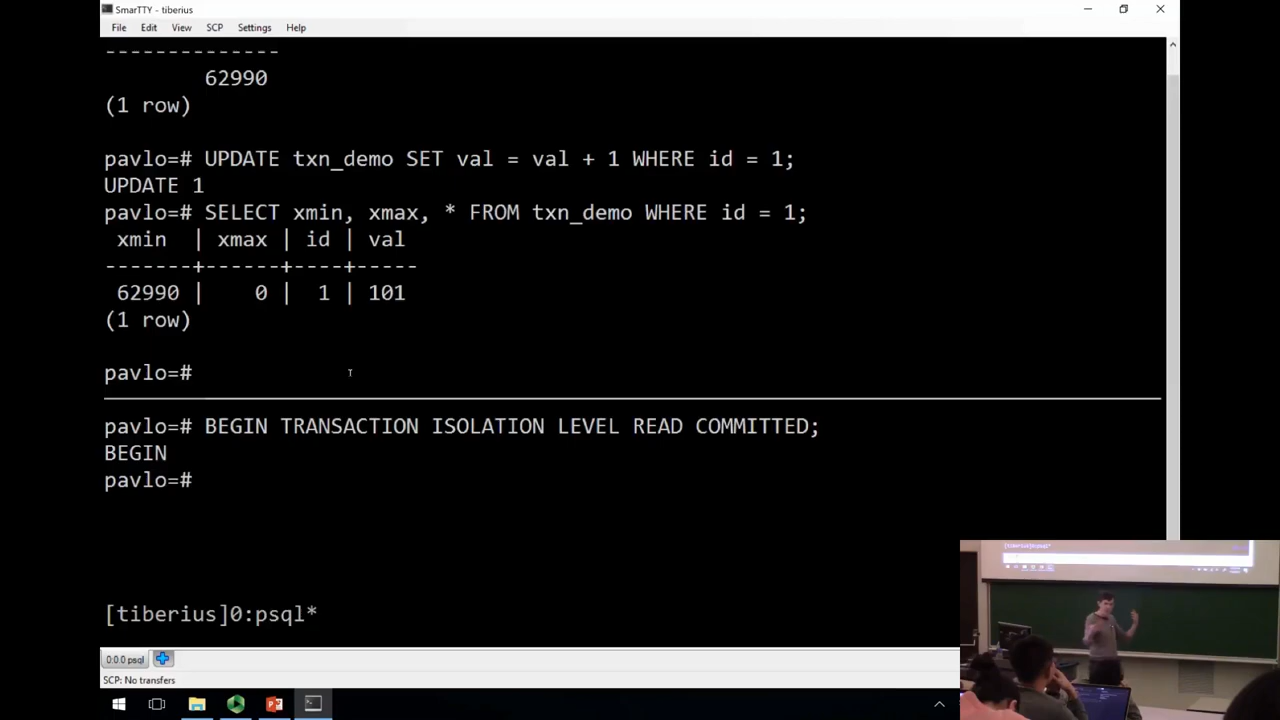 SmarTTY - tiberius
File Edit View SCP Settings Help
--------------
62990
(1 row)
pavlo=# UPDATE txn_demo SET val = val + 1 WHERE id = 1;
UPDATE 1
pavlo=# SELECT xmin, xmax, * FROM txn_demo WHERE id = 1;
xmin | xmax | id | val
-------+------+----+-----
62990 | 0 | 1 | 101
(1 row)
pavlo=#
pavlo=# BEGIN TRANSACTION ISOLATION LEVEL READ COMMITTED;
BEGIN
pavlo=#
[tiberius]0:psql*
0:0.0 psql
SCP: No transfers